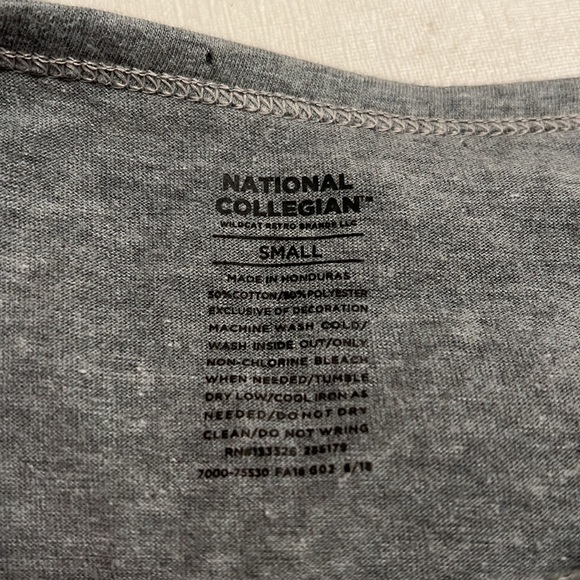 NATIONAL
COLLEGIAN™
WILDCAT RETRO BRANDS LLC
SMALL
MADE IN HONDURAS
50%COTTON/50%POLYESTER
EXCLUSIVE OF DECORATION
MACHINE WASH COLD/
WASH INSIDE OUT/ONLY
NON-CHLORINE BLEACH
WHEN NEEDED/TUMBLE
DRY LOW/COOL IRON AS
NEEDED/DO NOT DRY
CLEAN/DO NOT WRING
RN#133326 286178
7000-75530 FA18 G02 6/18